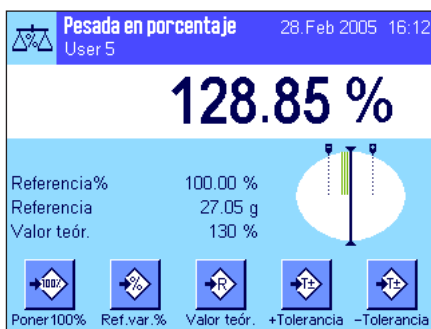 Pesada en porcentaje 28.Feb 2005 16:12
User 5
128.85 %
Referencia% 100.00 %
Referencia 27.05 g
Valor teór. 130 %
100% % R T± T±
Poner100% Ref.var.% Valor teór. +Tolerancia −Tolerancia